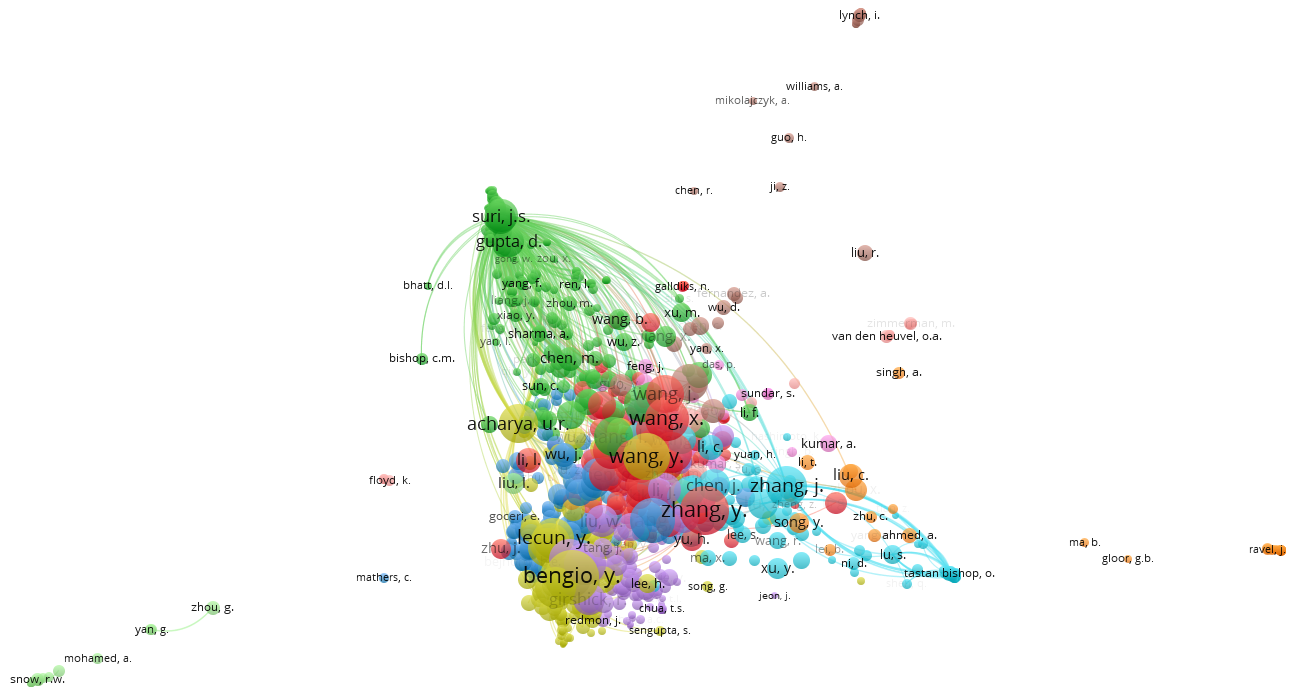 lynch, i.
williams, a.
mikolajczyk, a.
guo, h.
ji, z.
chen, r.
suri, j.s.
gupta, d.
liu, r.
gong, w.
zou, x.
bhatt, d.l.
yang, f.
ren, l.
galldiks, n.
fernandez, a.
liang, j.
zhou, m.
wu, d.
xu, m.
xiao, y.
wang, b.
zimmerman, m.
sharma, a.
van den heuvel, o.a.
yan, l.
wu, z.
yan, x.
bishop, c.m.
chen, m.
feng, j.
das, p.
singh, a.
sun, c.
wang, j.
sundar, s.
li, f.
acharya, u.r.
wang, x.
kumar, a.
li, c.
wu, j.
wang, y.
yuan, h.
li, l.
li, t.
liu, c.
floyd, k.
liu, l.
chen, j.
zhang, j.
zhang, y.
goceri, e.
liu, w.
song, y.
zhu, c.
lecun, y.
yu, h.
lee, s.
wang, r.
ahmed, a.
ma, b.
zhu, j.
tang, j.
lei, b.
ravel, j.
ma, x.
lu, s.
gloor, g.b.
ni, d.
xu, y.
tastan bishop, o.
mathers, c.
bengio, y.
lee, h.
song, g.
jeon, j.
girshick
zhou, g.
chua, t.s.
redmon, j.
yan, g.
sengupta, s.
mohamed, a.
snow, r.w.